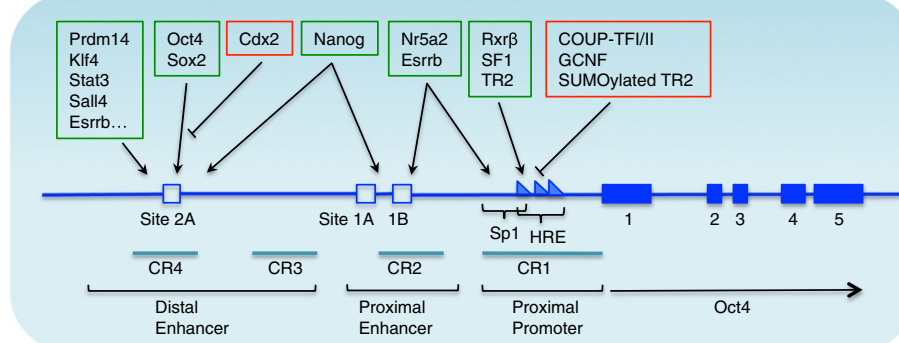 Prdm14
Klf4
Stat3
Sall4
Esrrb…
Oct4
Sox2
Cdx2
Nanog
Nr5a2
Esrrb
Rxrβ
SF1
TR2
COUP-TFI/II
GCNF
SUMOylated TR2
Site 2A
Site 1A
1B
Sp1
HRE
1
2
3
4
5
CR4
CR3
CR2
CR1
Distal
Enhancer
Proximal
Enhancer
Proximal
Promoter
Oct4